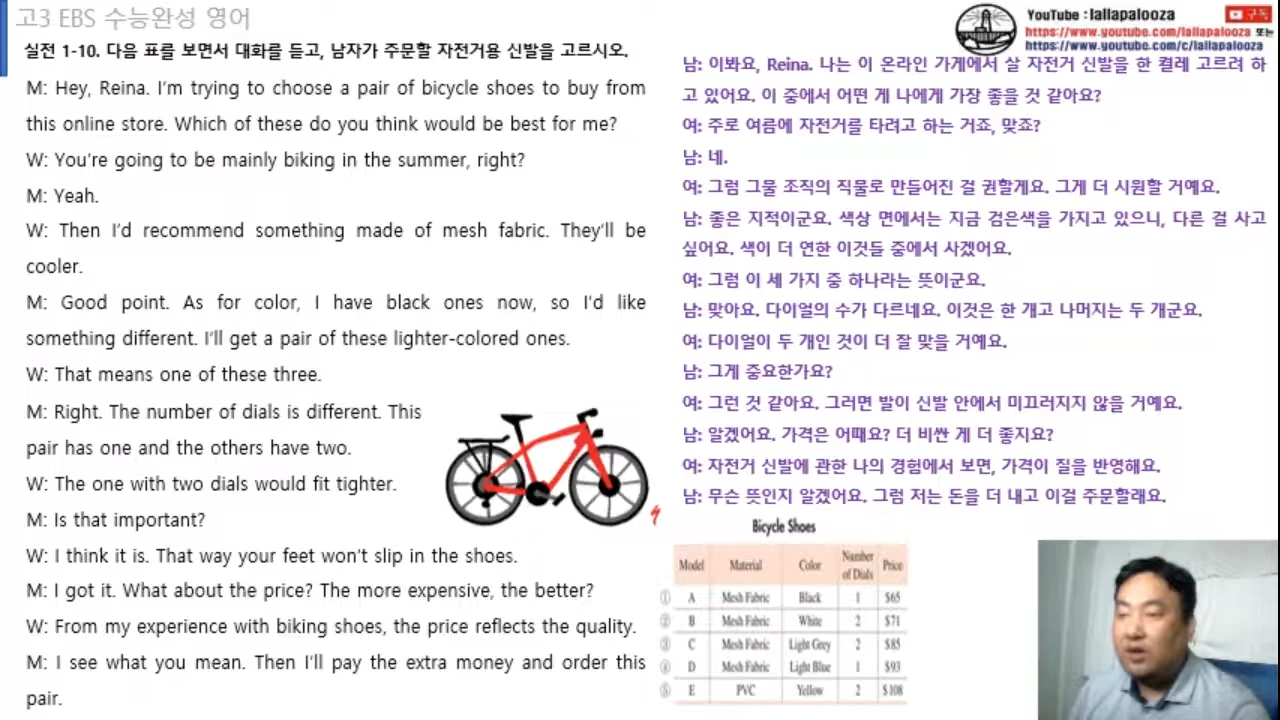 고3 EBS 수능완성 영어
YouTube : lallapalooza
구독
https://www.youtube.com/lallapalooza 또는
https://www.youtube.com/c/lallapalooza
실전 1-10. 다음 표를 보면서 대화를 듣고, 남자가 주문할 자전거용 신발을 고르시오.
M: Hey, Reina. I'm trying to choose a pair of bicycle shoes to buy from
this online store. Which of these do you think would be best for me?
W: You're going to be mainly biking in the summer, right?
M: Yeah.
W: Then I'd recommend something made of mesh fabric. They'll be
cooler.
M: Good point. As for color, I have black ones now, so I'd like
something different. I'll get a pair of these lighter-colored ones.
W: That means one of these three.
M: Right. The number of dials is different. This
pair has one and the others have two.
W: The one with two dials would fit tighter.
M: Is that important?
W: I think it is. That way your feet won't slip in the shoes.
M: I got it. What about the price? The more expensive, the better?
W: From my experience with biking shoes, the price reflects the quality.
M: I see what you mean. Then I'll pay the extra money and order this
pair.
남: 이봐요, Reina. 나는 이 온라인 가게에서 살 자전거 신발을 한 켤레 고르려 하
고 있어요. 이 중에서 어떤 게 나에게 가장 좋을 것 같아요?
여: 주로 여름에 자전거를 타려고 하는 거죠, 맞죠?
남: 네.
여: 그럼 그물 조직의 직물로 만들어진 걸 권할게요. 그게 더 시원할 거예요.
남: 좋은 지적이군요. 색상 면에서는 지금 검은색을 가지고 있으니, 다른 걸 사고
싶어요. 색이 더 연한 이것들 중에서 사겠어요.
여: 그럼 이 세 가지 중 하나라는 뜻이군요.
남: 맞아요. 다이얼의 수가 다르네요. 이것은 한 개고 나머지는 두 개군요.
여: 다이얼이 두 개인 것이 더 잘 맞을 거예요.
남: 그게 중요한가요?
여: 그런 것 같아요. 그러면 발이 신발 안에서 미끄러지지 않을 거예요.
남: 알겠어요. 가격은 어때요? 더 비싼 게 더 좋지요?
여: 자전거 신발에 관한 나의 경험에서 보면, 가격이 질을 반영해요.
남: 무슨 뜻인지 알겠어요. 그럼 저는 돈을 더 내고 이걸 주문할래요.
Bicycle Shoes
Model Material Color Number of Dials Price
① A Mesh Fabric Black 1 $65
② B Mesh Fabric White 2 $71
③ C Mesh Fabric Light Grey 2 $85
④ D Mesh Fabric Light Blue 1 $93
⑤ E PVC Yellow 2 $108